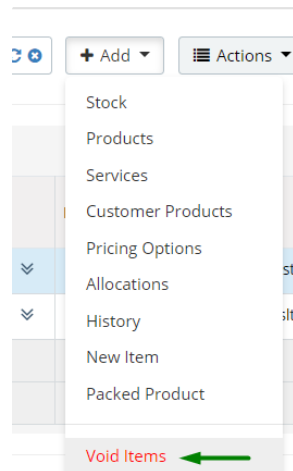 Add
Actions
Stock
Products
Services
Customer Products
Pricing Options
Allocations
History
New Item
Packed Product
Void Items